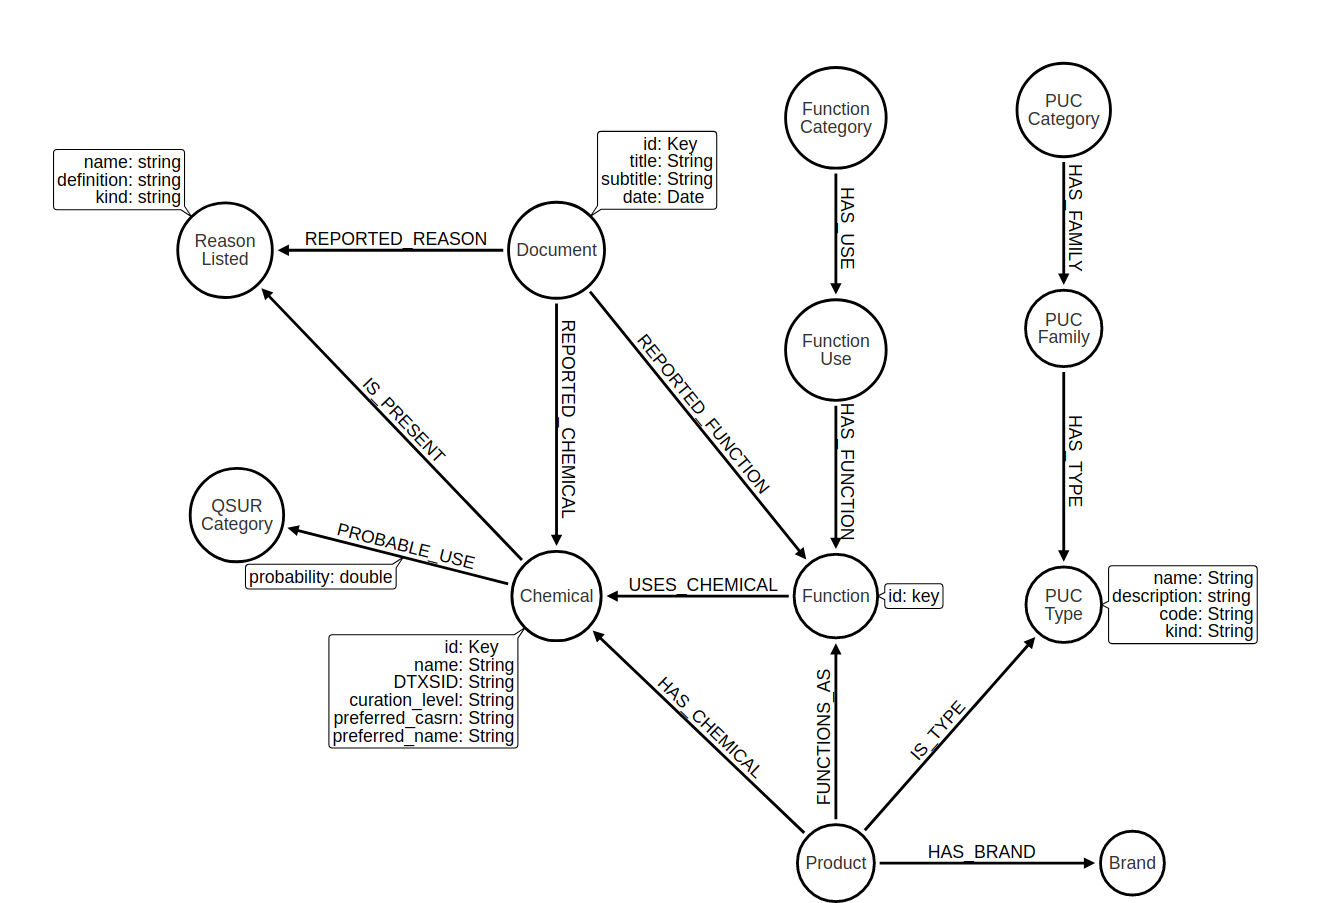 Function
Category
PUC
Category
id: Key
title: String
subtitle: String
date: Date
name: string
definition: string
kind: string
HAS_USE
HAS_FAMILY
Reason
Listed
REPORTED_REASON
Document
Function
Use
PUC
Family
IS_PRESENT
REPORTED_CHEMICAL
REPORTED_FUNCTION
HAS_FUNCTION
HAS_TYPE
QSUR
Category
PROBABLE_USE
probability: double
Chemical
USES_CHEMICAL
Function
id: key
PUC
Type
name: String
description: string
code: String
kind: String
id: Key
name: String
DTXSID: String
curation_level: String
preferred_casrn: String
preferred_name: String
HAS_CHEMICAL
FUNCTIONS_AS
IS_TYPE
Product
HAS_BRAND
Brand